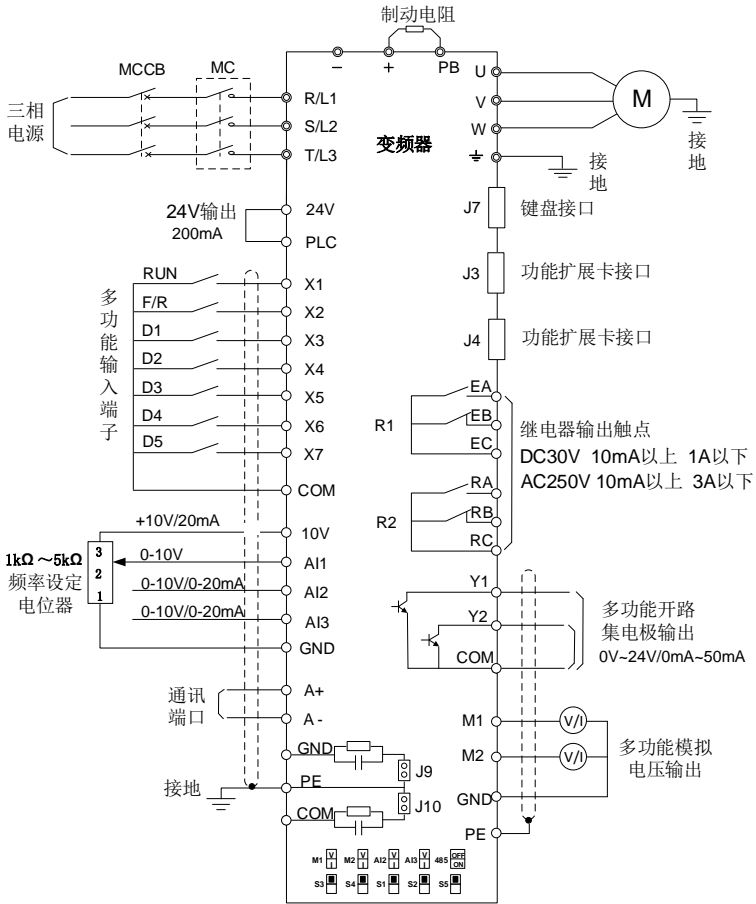 制动电阻
MCCB
MC
－
+
PB
三相
电源
R/L1
S/L2
T/L3
变频器
U
V
W
M
接地
接地
24V输出
200mA
24V
PLC
J7
键盘接口
J3
功能扩展卡接口
J4
功能扩展卡接口
多功能输入端子
RUN
F/R
D1
D2
D3
D4
D5
X1
X2
X3
X4
X5
X6
X7
COM
R1
EA
EB
EC
R2
RA
RB
RC
继电器输出触点
DC30V 10mA以上 1A以下
AC250V 10mA以上 3A以下
+10V/20mA
10V
1kΩ～5kΩ
频率设定
电位器
3
2
1
0-10V
AI1
0-10V/0-20mA
AI2
0-10V/0-20mA
AI3
GND
Y1
Y2
COM
多功能开路
集电极输出
0V~24V/0mA~50mA
通讯
端口
A+
A -
GND
PE
COM
接地
J9
J10
M1
V/I
M2
V/I
GND
PE
多功能模拟
电压输出
M1 V I
M2 V I
AI2 V I
AI3 V I
485 OFF ON
S3
S4
S1
S2
S5